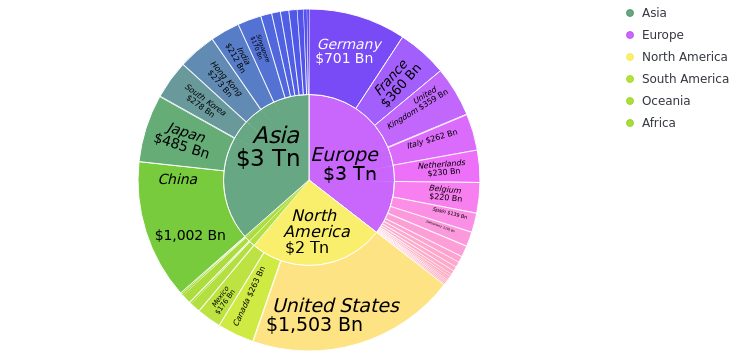 Asia
Europe
North America
South America
Oceania
Africa
Germany
$701 Bn
France
$360 Bn
United
Kingdom $359 Bn
Italy $262 Bn
Netherlands
$230 Bn
Belgium
$220 Bn
Spain $139 Bn
United States
$1,503 Bn
Canada $263 Bn
Mexico
$176 Bn
China
$1,002 Bn
Japan
$485 Bn
South Korea
$278 Bn
Hong Kong
$273 Bn
India
$212 Bn
Singapore
$170 Bn
Asia
$3 Tn
Europe
$3 Tn
North
America
$2 Tn